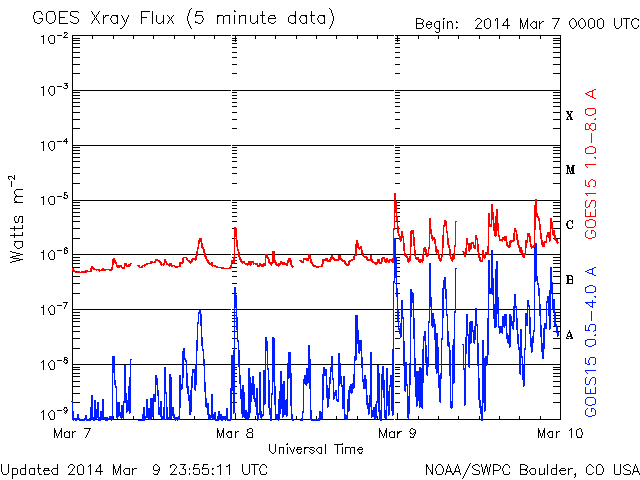 GOES Xray Flux (5 minute data)
Begin: 2014 Mar 7 0000 UTC
10⁻²
10⁻³
10⁻⁴
10⁻⁵
10⁻⁶
10⁻⁷
10⁻⁸
10⁻⁹
Watts m⁻²
X
M
C
B
A
GOES15 1.0-8.0 A
GOES15 0.5-4.0 A
Mar 7 Mar 8 Mar 9 Mar 10
Universal Time
Updated 2014 Mar 9 23:55:11 UTC
NOAA/SWPC Boulder, CO USA